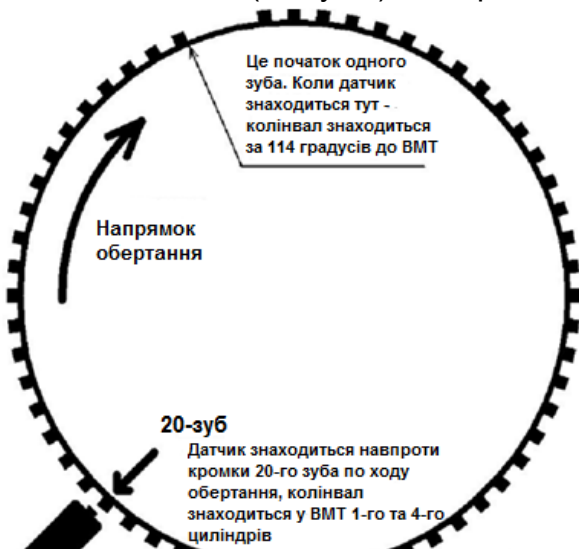 Це початок одного
зуба. Коли датчик
знаходиться тут -
колінвал знаходиться
за 114 градусів до ВМТ
Напрямок
обертання
20-зуб
Датчик знаходиться навпроти
кромки 20-го зуба по ходу
обертання, колінвал
знаходиться у ВМТ 1-го та 4-го
циліндрів